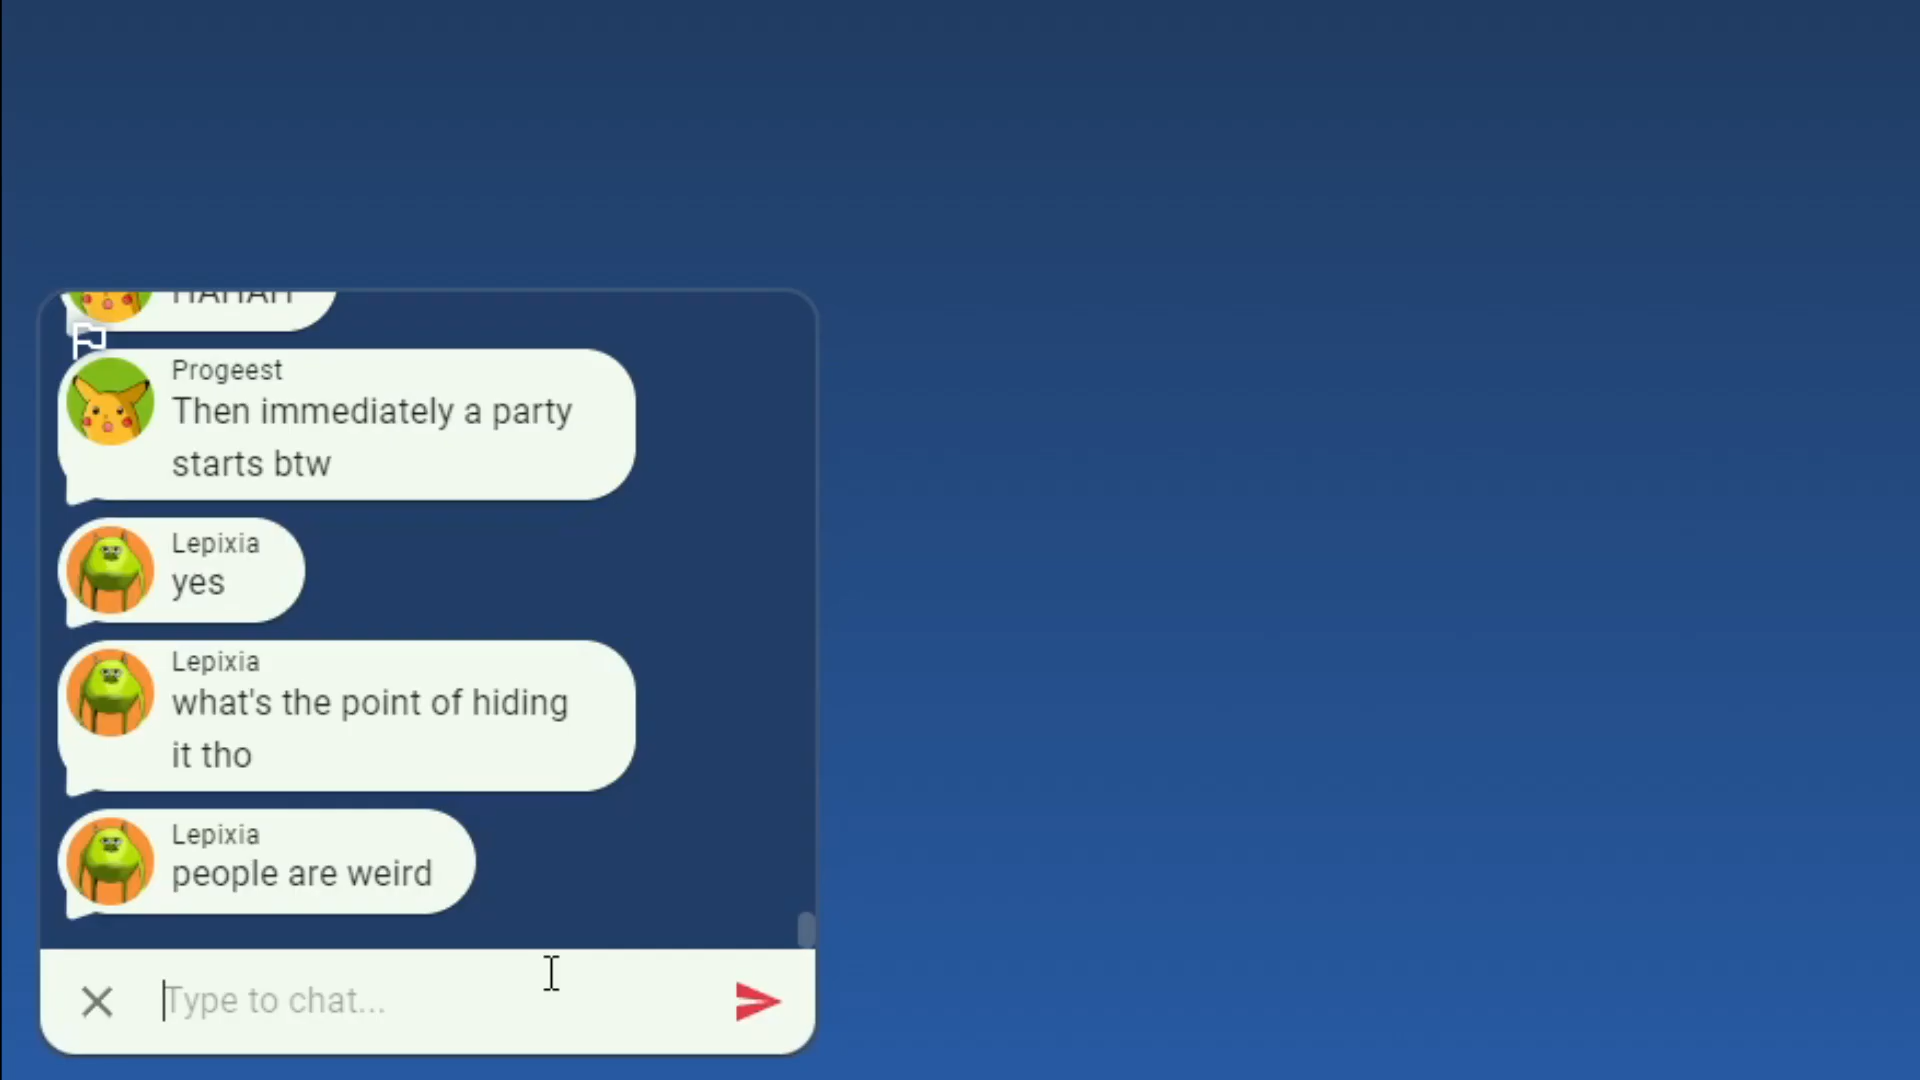 HAHAH
Progeest
Then immediately a party
starts btw
Lepixia
yes
Lepixia
what's the point of hiding
it tho
Lepixia
people are weird
Type to chat...